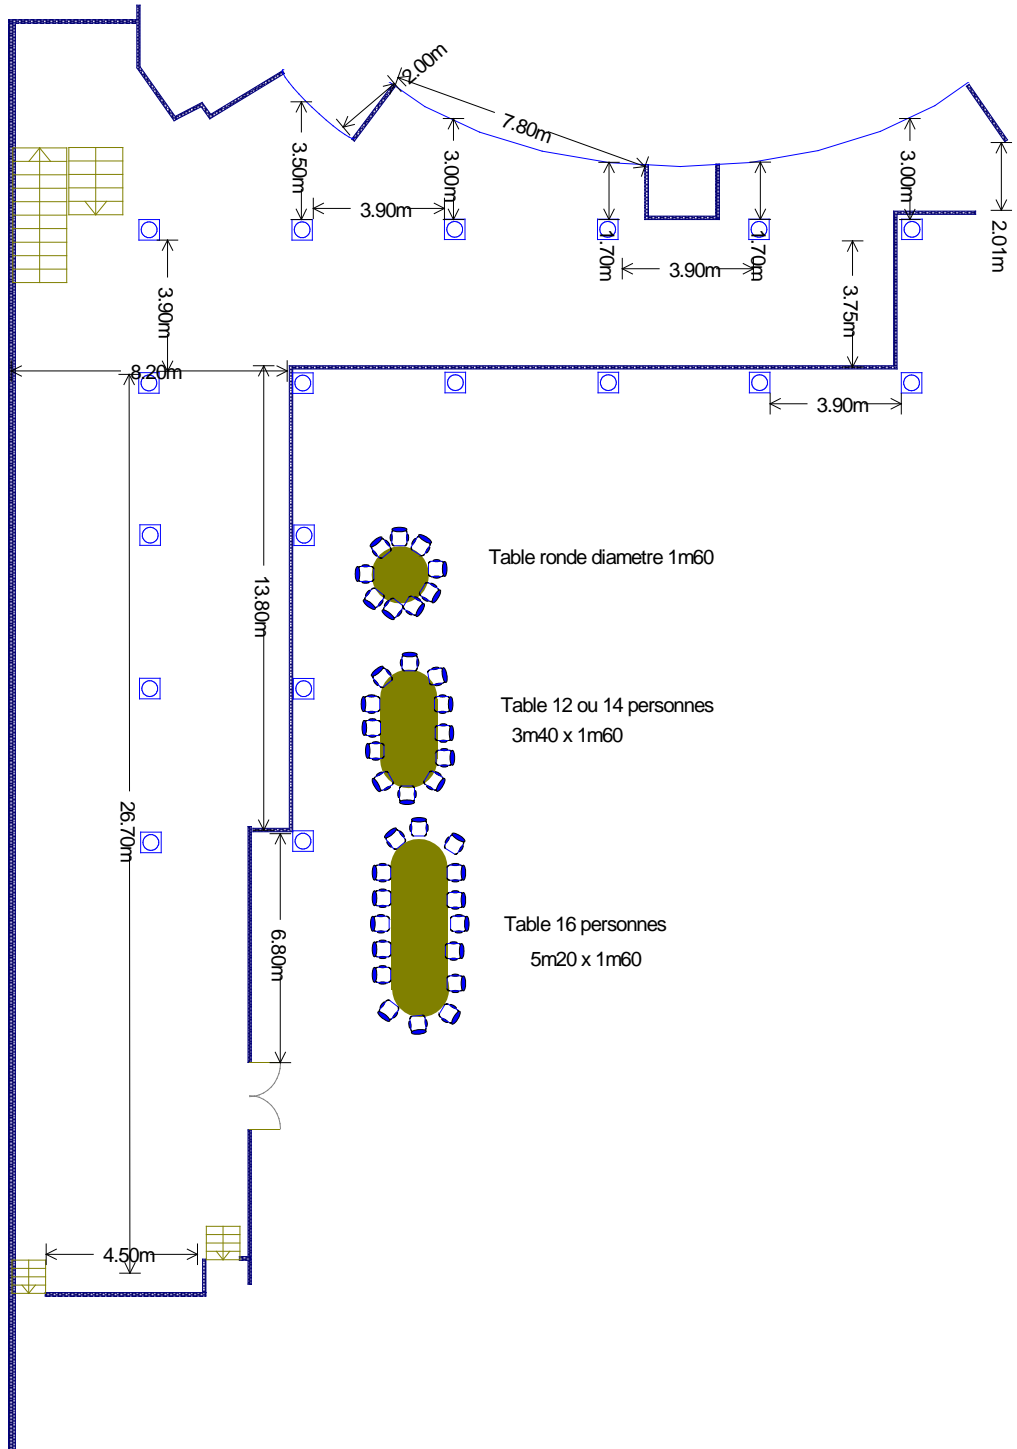 2.00m
7.80m
3.50m
3.00m
3.00m
3.90m
1.70m
1.70m
2.01m
3.90m
3.90m
3.75m
8.20m
3.90m
13.80m
Table ronde diametre 1m60
Table 12 ou 14 personnes
3m40 x 1m60
26.70m
6.80m
Table 16 personnes
5m20 x 1m60
4.50m